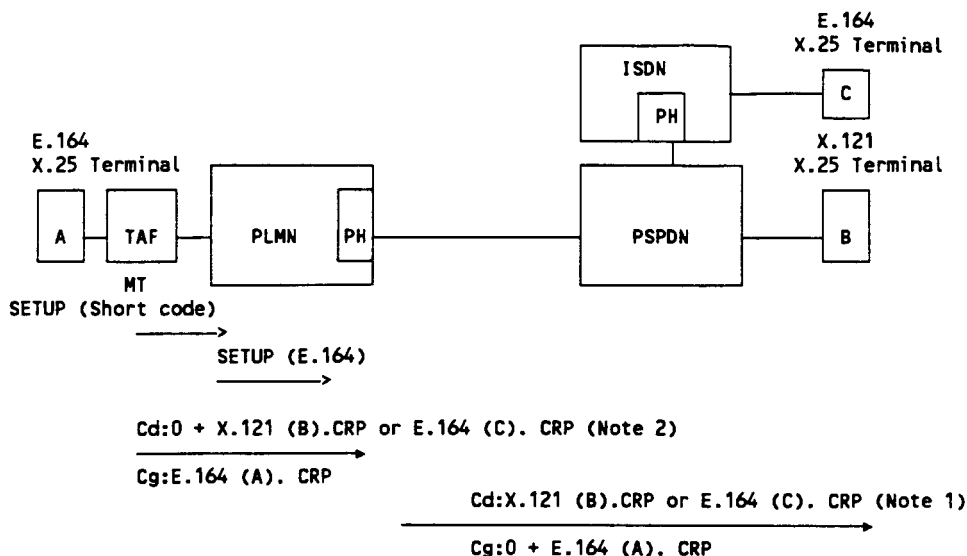 E.164
X.25 Terminal
ISDN
PH
C
E.164
X.25 Terminal
X.121
X.25 Terminal
A
TAF
PLMN
PH
PSPDN
B
MT
SETUP (Short code)
SETUP (E.164)
Cd:0 + X.121 (B).CRP or E.164 (C). CRP (Note 2)
Cg:E.164 (A). CRP
Cd:X.121 (B).CRP or E.164 (C). CRP (Note 1)
Cg:0 + E.164 (A). CRP